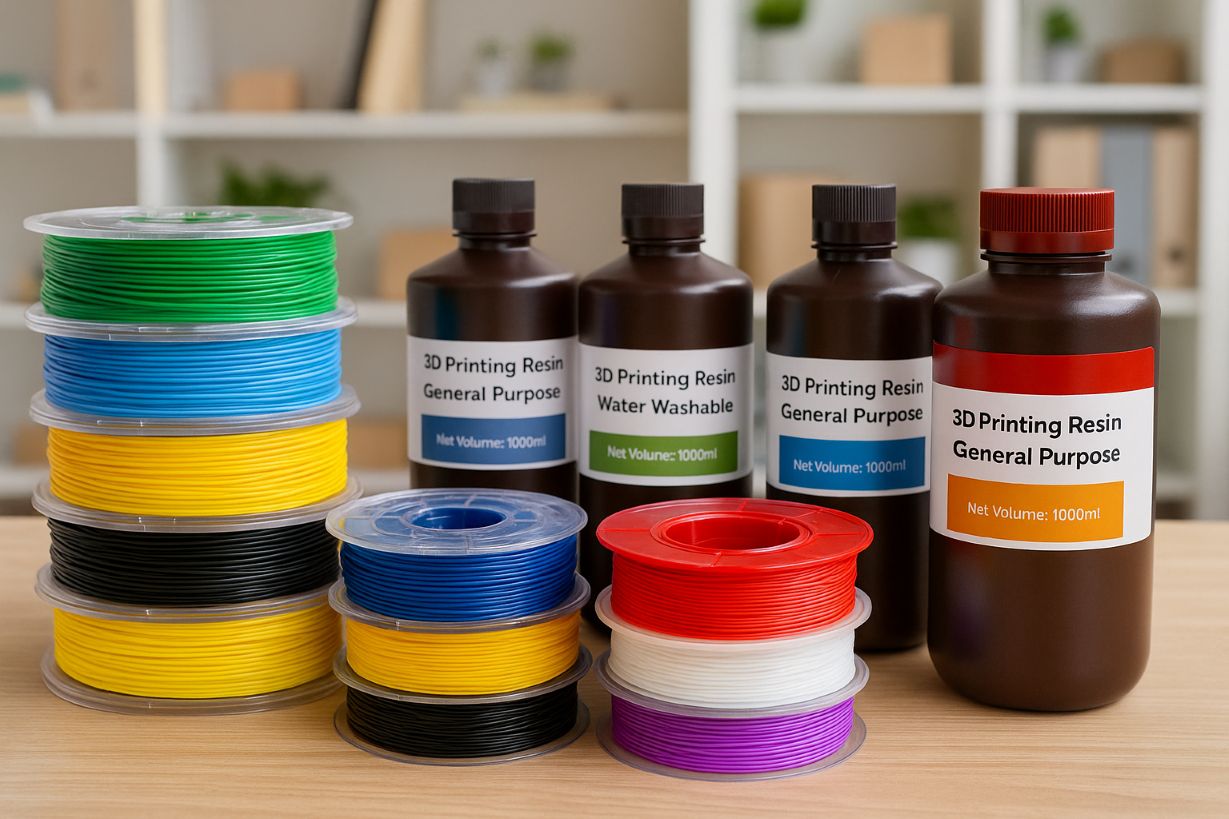 3D Printing Resin
General Purpose
Net Volume: 1000ml
3D Printing Resin
Water Washable
Net Volume: 1000ml
3D Printing Resin
General Purpose
Net Volume: 1000ml
3D Printing Resin
General Purpose
Net Volume: 1000ml